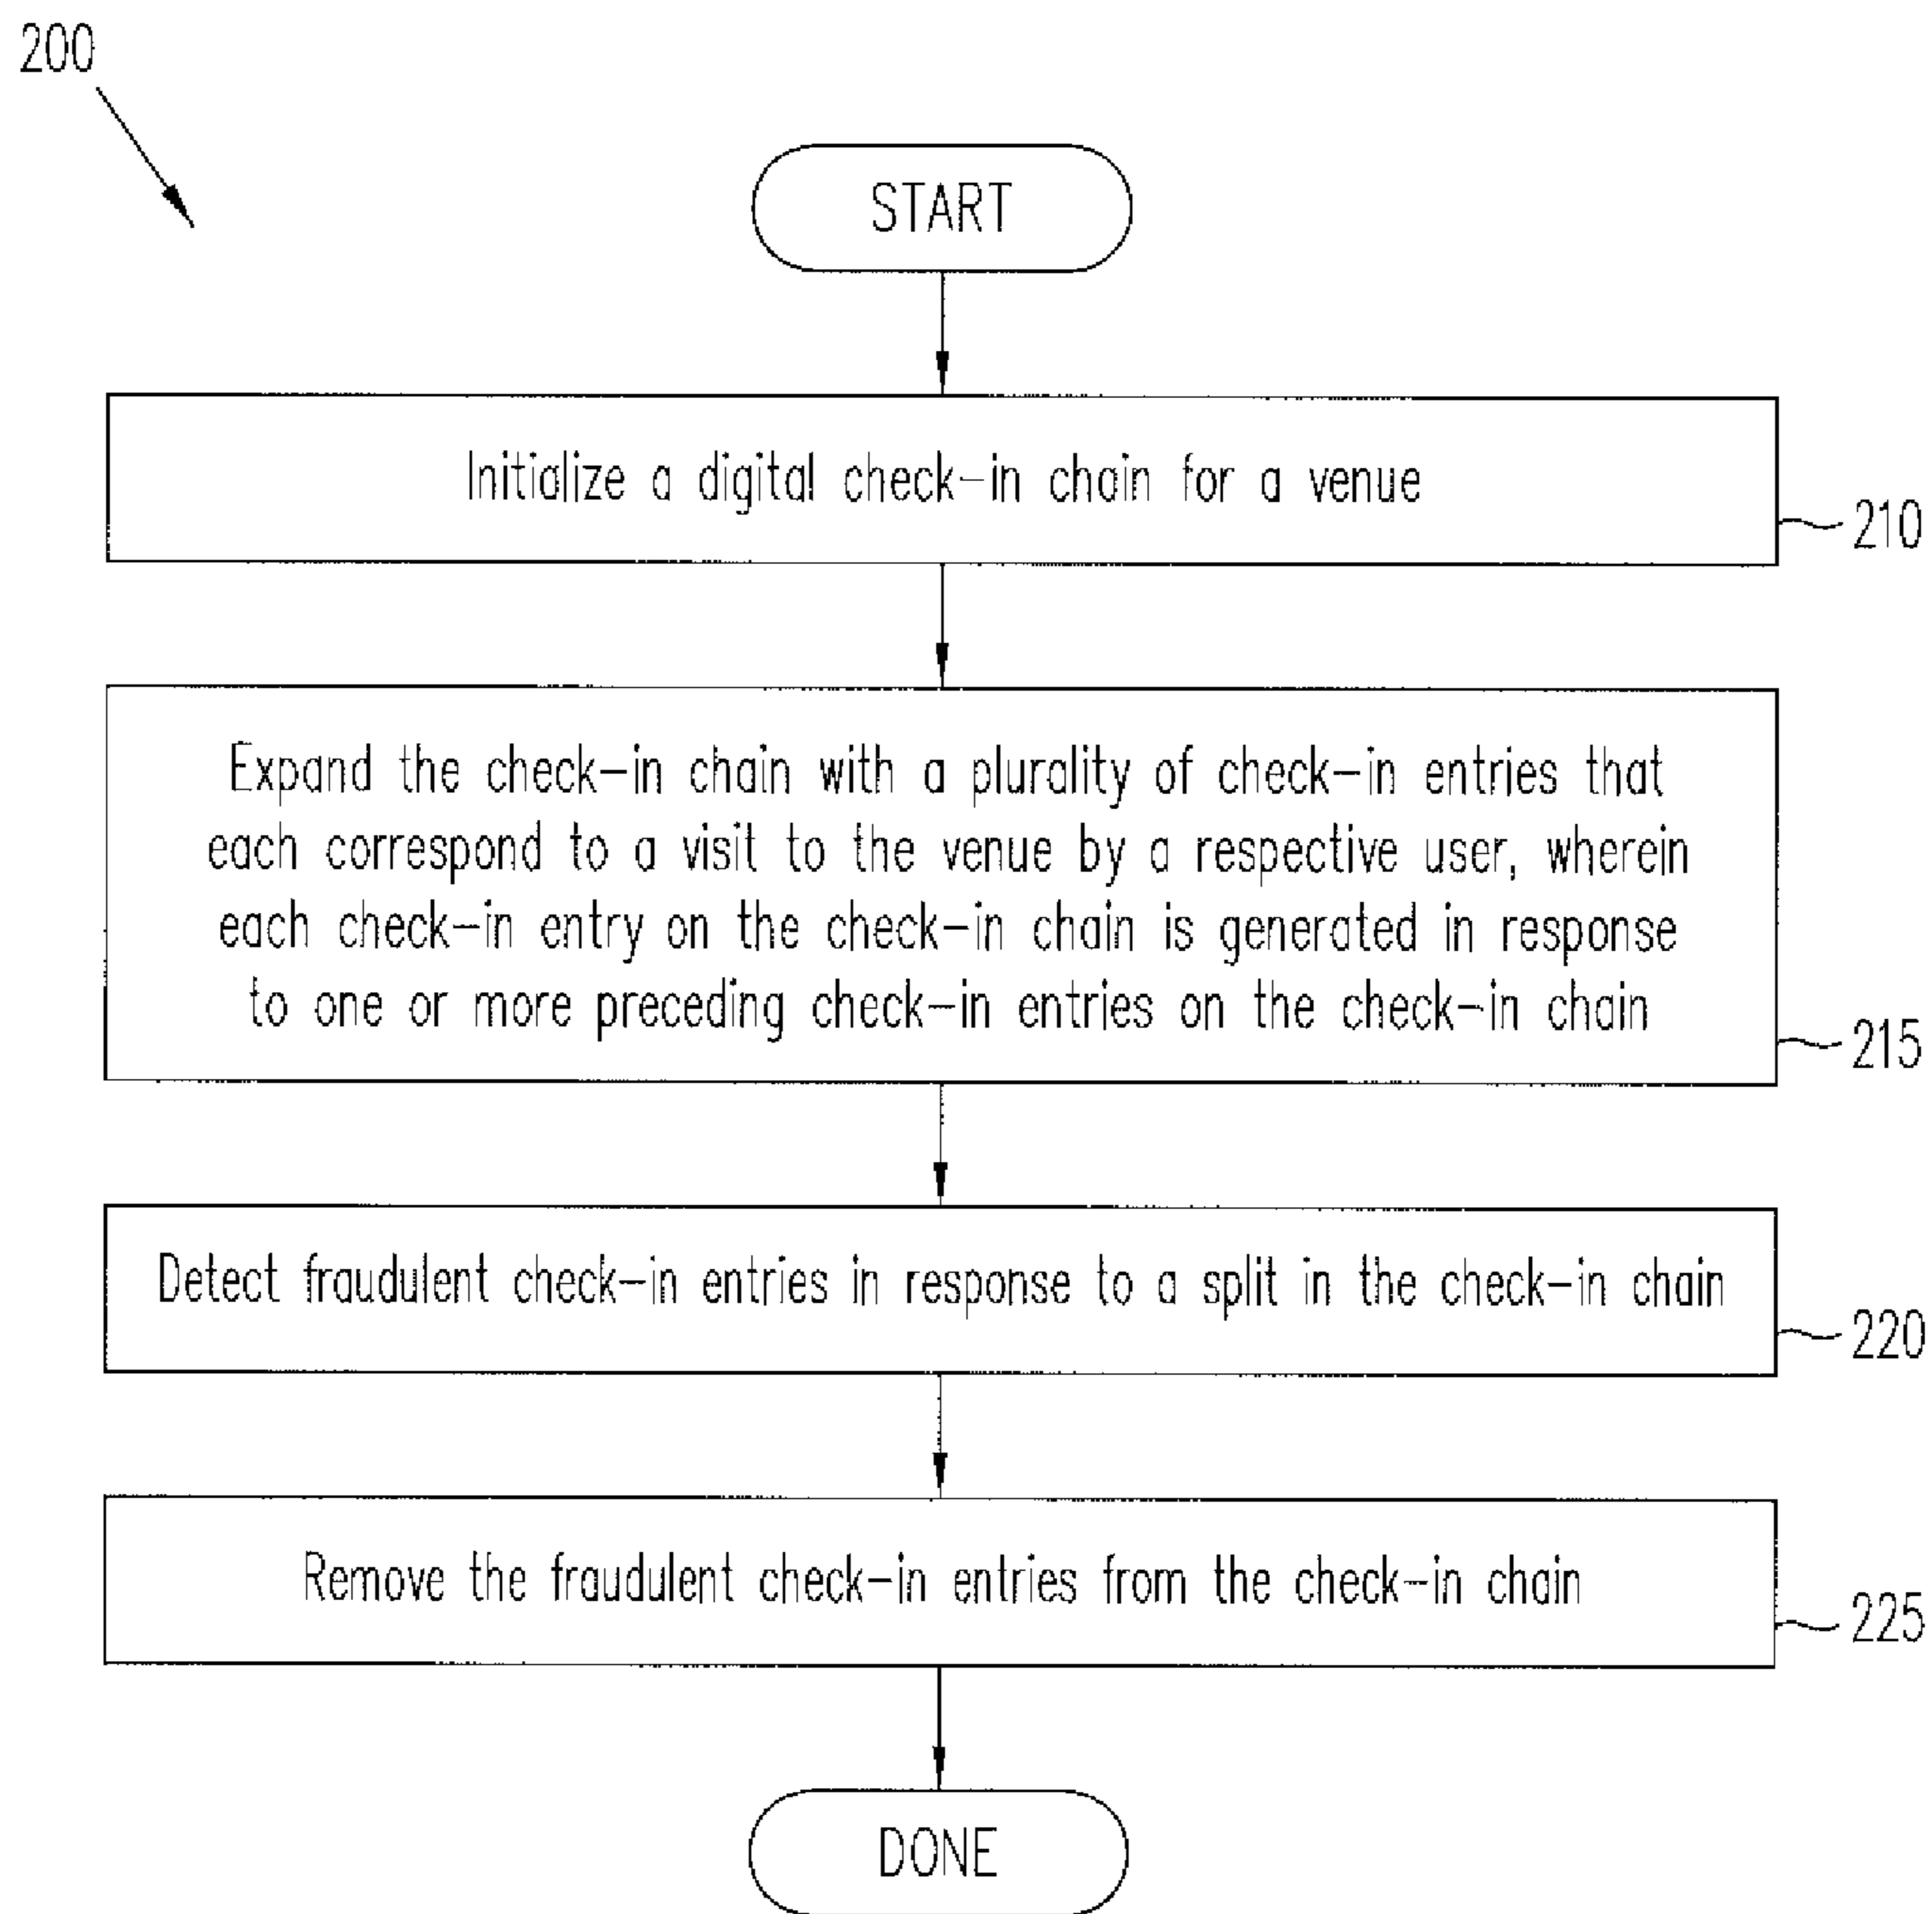 200
START
Initialize a digital check-in chain for a venue
210
Expand the check-in chain with a plurality of check-in entries that
each correspond to a visit to the venue by a respective user, wherein
each check-in entry on the check-in chain is generated in response
to one or more preceding check-in entries on the check-in chain
215
Detect fraudulent check-in entries in response to a split in the check-in chain
220
Remove the fraudulent check-in entries from the check-in chain
225
DONE